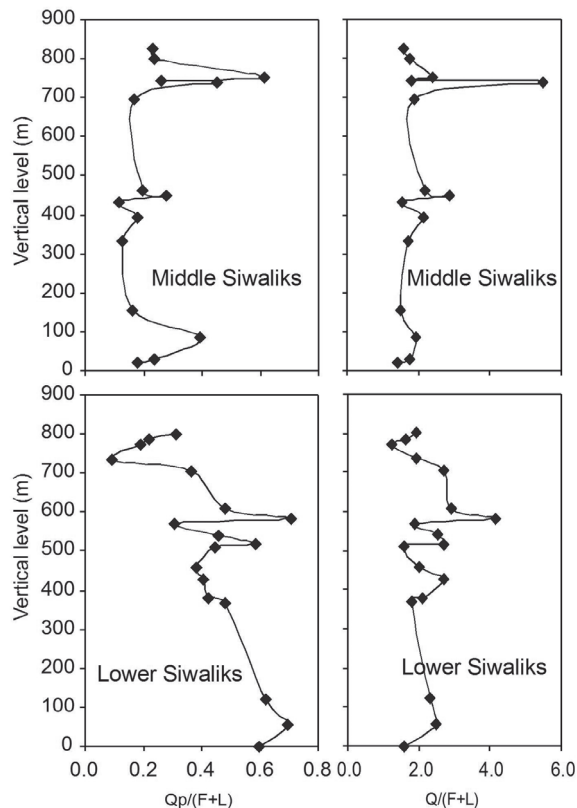 900
800
700
600
500
400
300
200
100
0
Vertical level (m)
Middle Siwaliks
Middle Siwaliks
900
800
700
600
500
400
300
200
100
0
Vertical level (m)
Lower Siwaliks
Lower Siwaliks
0.0 0.2 0.4 0.6 0.8
0.0 2.0 4.0 6.0
Qp/(F+L)
Q/(F+L)